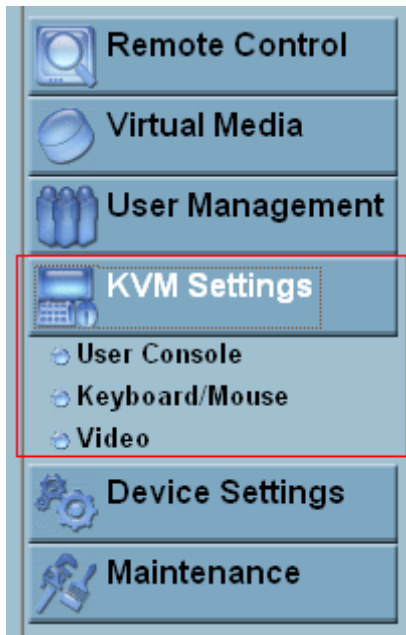 Remote Control
Virtual Media
User Management
KVM Settings
User Console
Keyboard/Mouse
Video
Device Settings
Maintenance